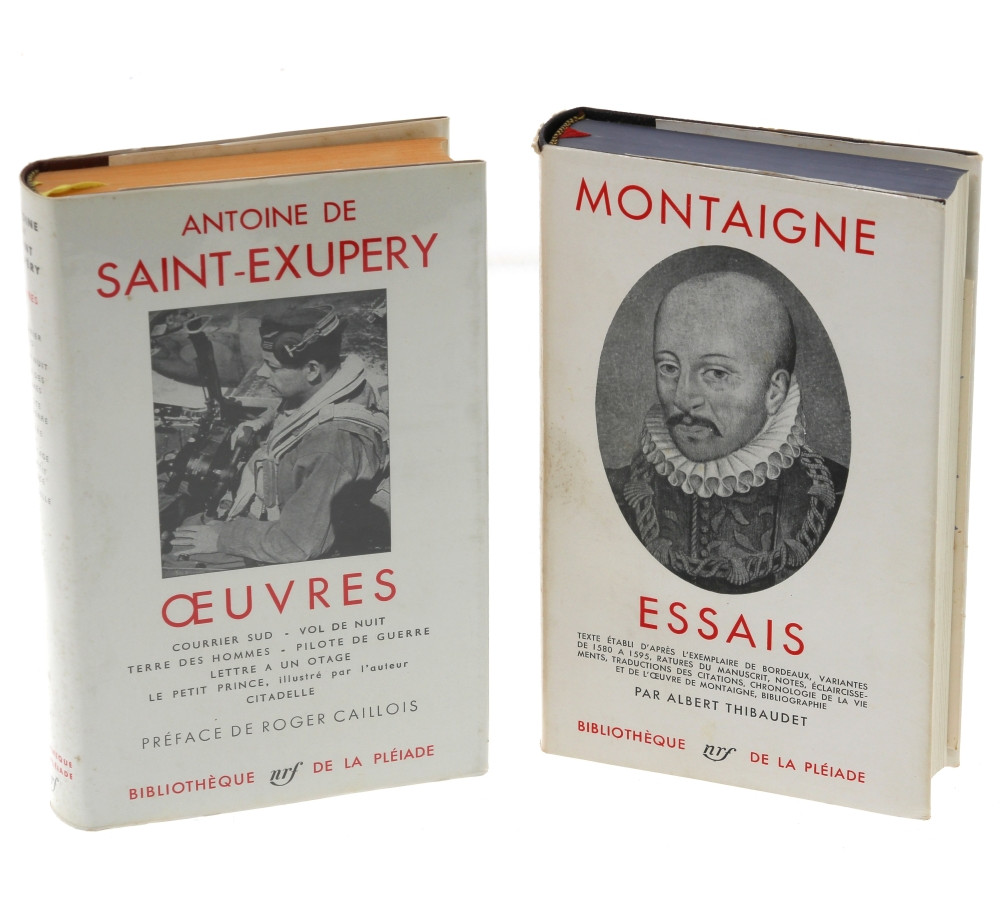 ANTOINE DE
SAINT-EXUPERY
ŒUVRES
COURRIER SUD - VOL DE NUIT
TERRE DES HOMMES - PILOTE DE GUERRE
LETTRE A UN OTAGE
LE PETIT PRINCE, illustré par l'auteur
CITADELLE
PRÉFACE DE ROGER CAILLOIS
BIBLIOTHÈQUE nrf DE LA PLÉIADE
MONTAIGNE
ESSAIS
TEXTE ÉTABLI D'APRÈS L'EXEMPLAIRE DE BORDEAUX, VARIANTES
DE 1580 A 1595, RATURES DU MANUSCRIT, NOTES, ÉCLAIRCISSE-
MENTS, TRADUCTIONS DES CITATIONS, CHRONOLOGIE DE LA VIE
ET DE L'ŒUVRE DE MONTAIGNE, BIBLIOGRAPHIE
PAR ALBERT THIBAUDET
BIBLIOTHÈQUE nrf DE LA PLÉIADE